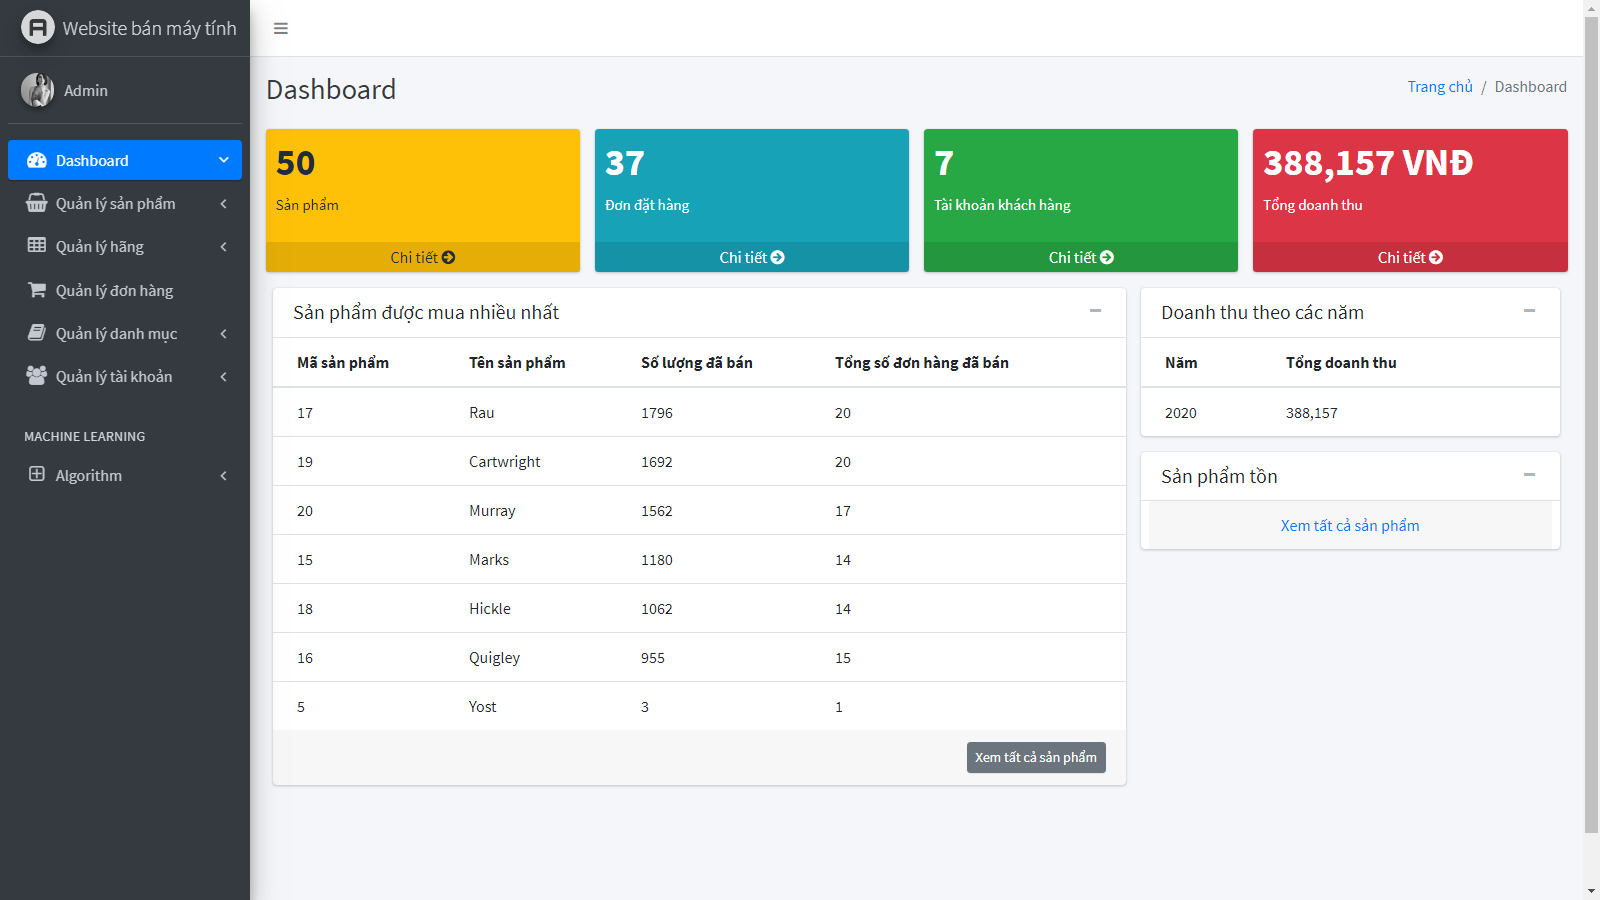 Website bán máy tính
Admin
Dashboard
Quản lý sản phẩm
Quản lý hãng
Quản lý đơn hàng
Quản lý danh mục
Quản lý tài khoản
MACHINE LEARNING
Algorithm
Dashboard
Trang chủ / Dashboard
50
Sản phẩm
Chi tiết
37
Đơn đặt hàng
Chi tiết
7
Tài khoản khách hàng
Chi tiết
388,157 VNĐ
Tổng doanh thu
Chi tiết
Sản phẩm được mua nhiều nhất
Mã sản phẩm Tên sản phẩm Số lượng đã bán Tổng số đơn hàng đã bán
17 Rau 1796 20
19 Cartwright 1692 20
20 Murray 1562 17
15 Marks 1180 14
18 Hickle 1062 14
16 Quigley 955 15
5 Yost 3 1
Xem tất cả sản phẩm
Doanh thu theo các năm
Năm Tổng doanh thu
2020 388,157
Sản phẩm tồn
Xem tất cả sản phẩm